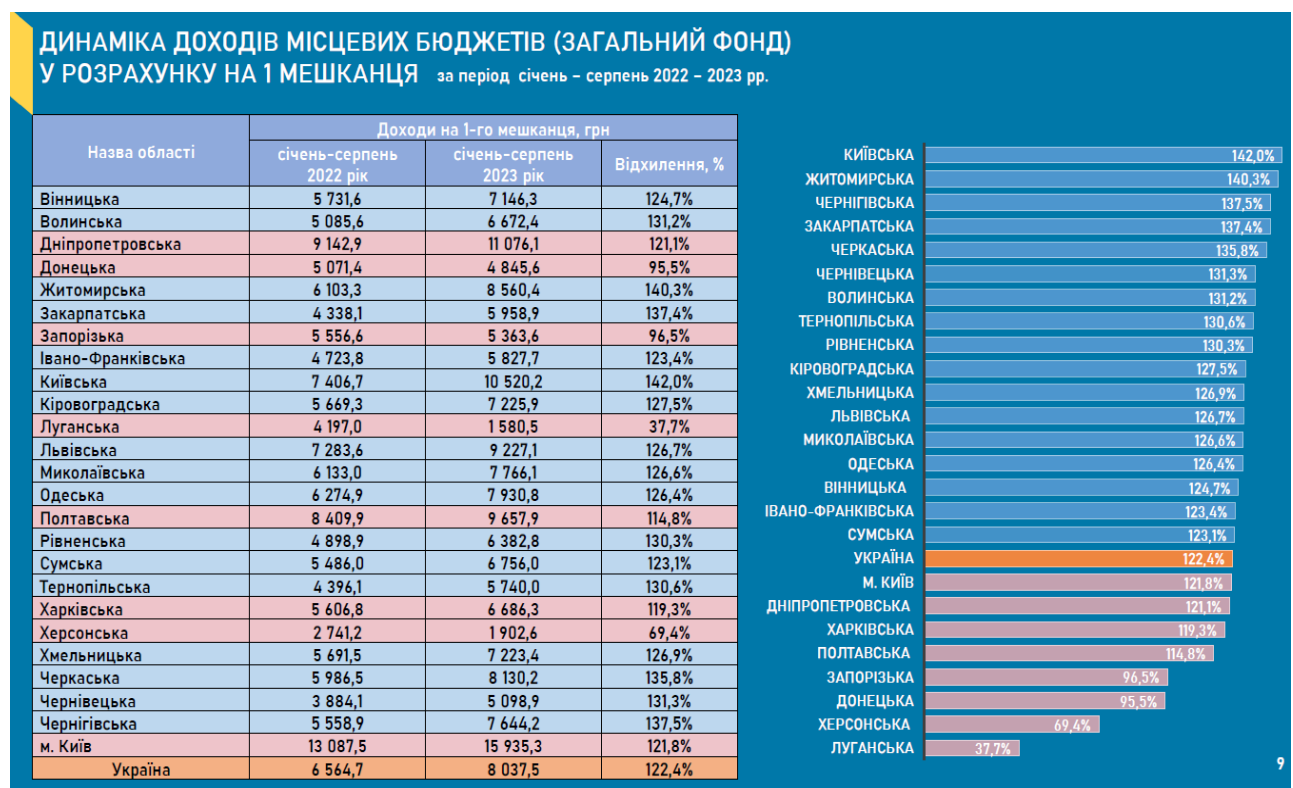 ДИНАМІКА ДОХОДІВ МІСЦЕВИХ БЮДЖЕТІВ (ЗАГАЛЬНИЙ ФОНД)
У РОЗРАХУНКУ НА 1 МЕШКАНЦЯ за період січень – серпень 2022 – 2023 рр.
Назва області
Доходи на 1-го мешканця, грн
січень-серпень 2022 рік
січень-серпень 2023 рік
Відхилення, %
Вінницька 5 731,6 7 146,3 124,7%
Волинська 5 085,6 6 672,4 131,2%
Дніпропетровська 9 142,9 11 076,1 121,1%
Донецька 5 071,4 4 845,6 95,5%
Житомирська 6 103,3 8 560,4 140,3%
Закарпатська 4 338,1 5 958,9 137,4%
Запорізька 5 556,6 5 363,6 96,5%
Івано-Франківська 4 723,8 5 827,7 123,4%
Київська 7 406,7 10 520,2 142,0%
Кіровоградська 5 669,3 7 225,9 127,5%
Луганська 4 197,0 1 580,5 37,7%
Львівська 7 283,6 9 227,1 126,7%
Миколаївська 6 133,0 7 766,1 126,6%
Одеська 6 274,9 7 930,8 126,4%
Полтавська 8 409,9 9 657,9 114,8%
Рівненська 4 898,9 6 382,8 130,3%
Сумська 5 486,0 6 756,0 123,1%
Тернопільська 4 396,1 5 740,0 130,6%
Харківська 5 606,8 6 686,3 119,3%
Херсонська 2 741,2 1 902,6 69,4%
Хмельницька 5 691,5 7 223,4 126,9%
Черкаська 5 986,5 8 130,2 135,8%
Чернівецька 3 884,1 5 098,9 131,3%
Чернігівська 5 558,9 7 644,2 137,5%
м. Київ 13 087,5 15 935,3 121,8%
Україна 6 564,7 8 037,5 122,4%
КИЇВСЬКА 142,0%
ЖИТОМИРСЬКА 140,3%
ЧЕРНІГІВСЬКА 137,5%
ЗАКАРПАТСЬКА 137,4%
ЧЕРКАСЬКА 135,8%
ЧЕРНІВЕЦЬКА 131,3%
ВОЛИНСЬКА 131,2%
ТЕРНОПІЛЬСЬКА 130,6%
РІВНЕНСЬКА 130,3%
КІРОВОГРАДСЬКА 127,5%
ХМЕЛЬНИЦЬКА 126,9%
ЛЬВІВСЬКА 126,7%
МИКОЛАЇВСЬКА 126,6%
ОДЕСЬКА 126,4%
ВІННИЦЬКА 124,7%
ІВАНО-ФРАНКІВСЬКА 123,4%
СУМСЬКА 123,1%
УКРАЇНА 122,4%
М. КИЇВ 121,8%
ДНІПРОПЕТРОВСЬКА 121,1%
ХАРКІВСЬКА 119,3%
ПОЛТАВСЬКА 114,8%
ЗАПОРІЗЬКА 96,5%
ДОНЕЦЬКА 95,5%
ХЕРСОНСЬКА 69,4%
ЛУГАНСЬКА 37,7%
9